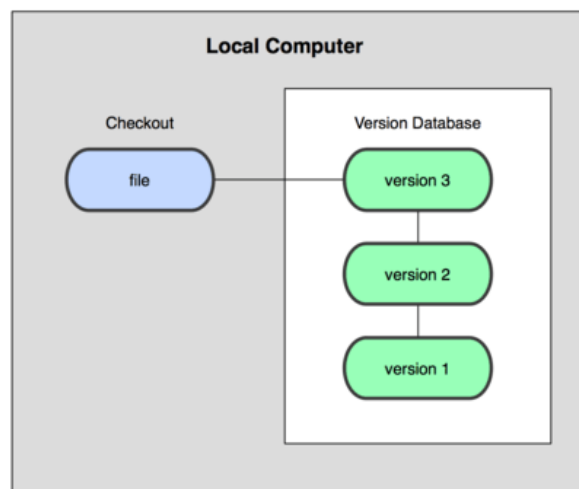 Local Computer
Checkout
Version Database
file
version 3
version 2
version 1